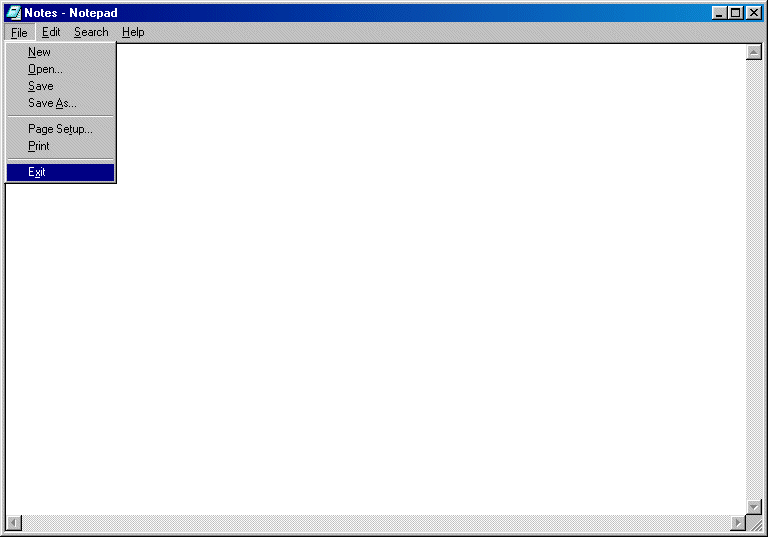 Notes - Notepad
File Edit Search Help
New
Open...
Save
Save As...
Page Setup...
Print
Exit